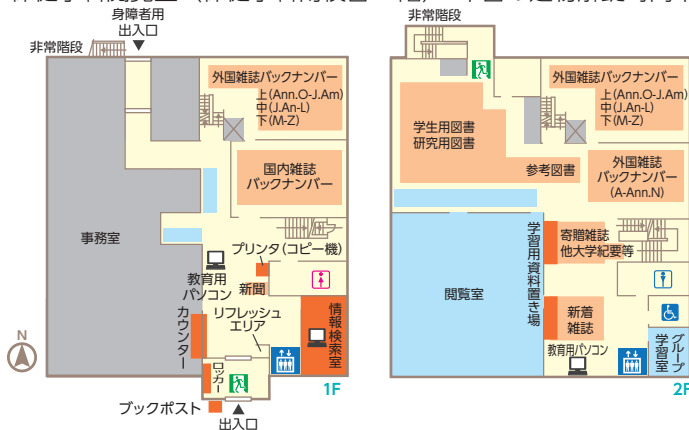 身障者用
出入口
非常階段
外国雑誌バックナンバー
上(Ann.O-J.Am)
中(J.An-L)
下(M-Z)
国内雑誌
バックナンバー
事務室
プリンタ(コピー機)
教育用
パソコン
新聞
カウンター
リフレッシュ
エリア
情報検索室
ロッカー
N
1F
ブックポスト
出入口
非常階段
外国雑誌バックナンバー
上(Ann.O-J.Am)
中(J.An-L)
下(M-Z)
学生用図書
研究用図書
参考図書
外国雑誌
バックナンバー
(A-Ann.N)
学習用資料置き場
寄贈雑誌
他大学紀要等
閲覧室
新着
雑誌
教育用パソコン
グループ
学習室
2F